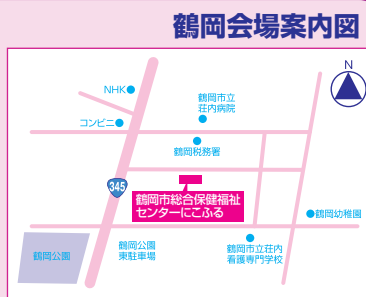 鶴岡会場案内図
N
NHK
鶴岡市立
荘内病院
コンビニ
鶴岡税務署
345
鶴岡市総合保健福祉
センターにこふる
鶴岡幼稚園
鶴岡公園
鶴岡公園
東駐車場
鶴岡市立荘内
看護専門学校